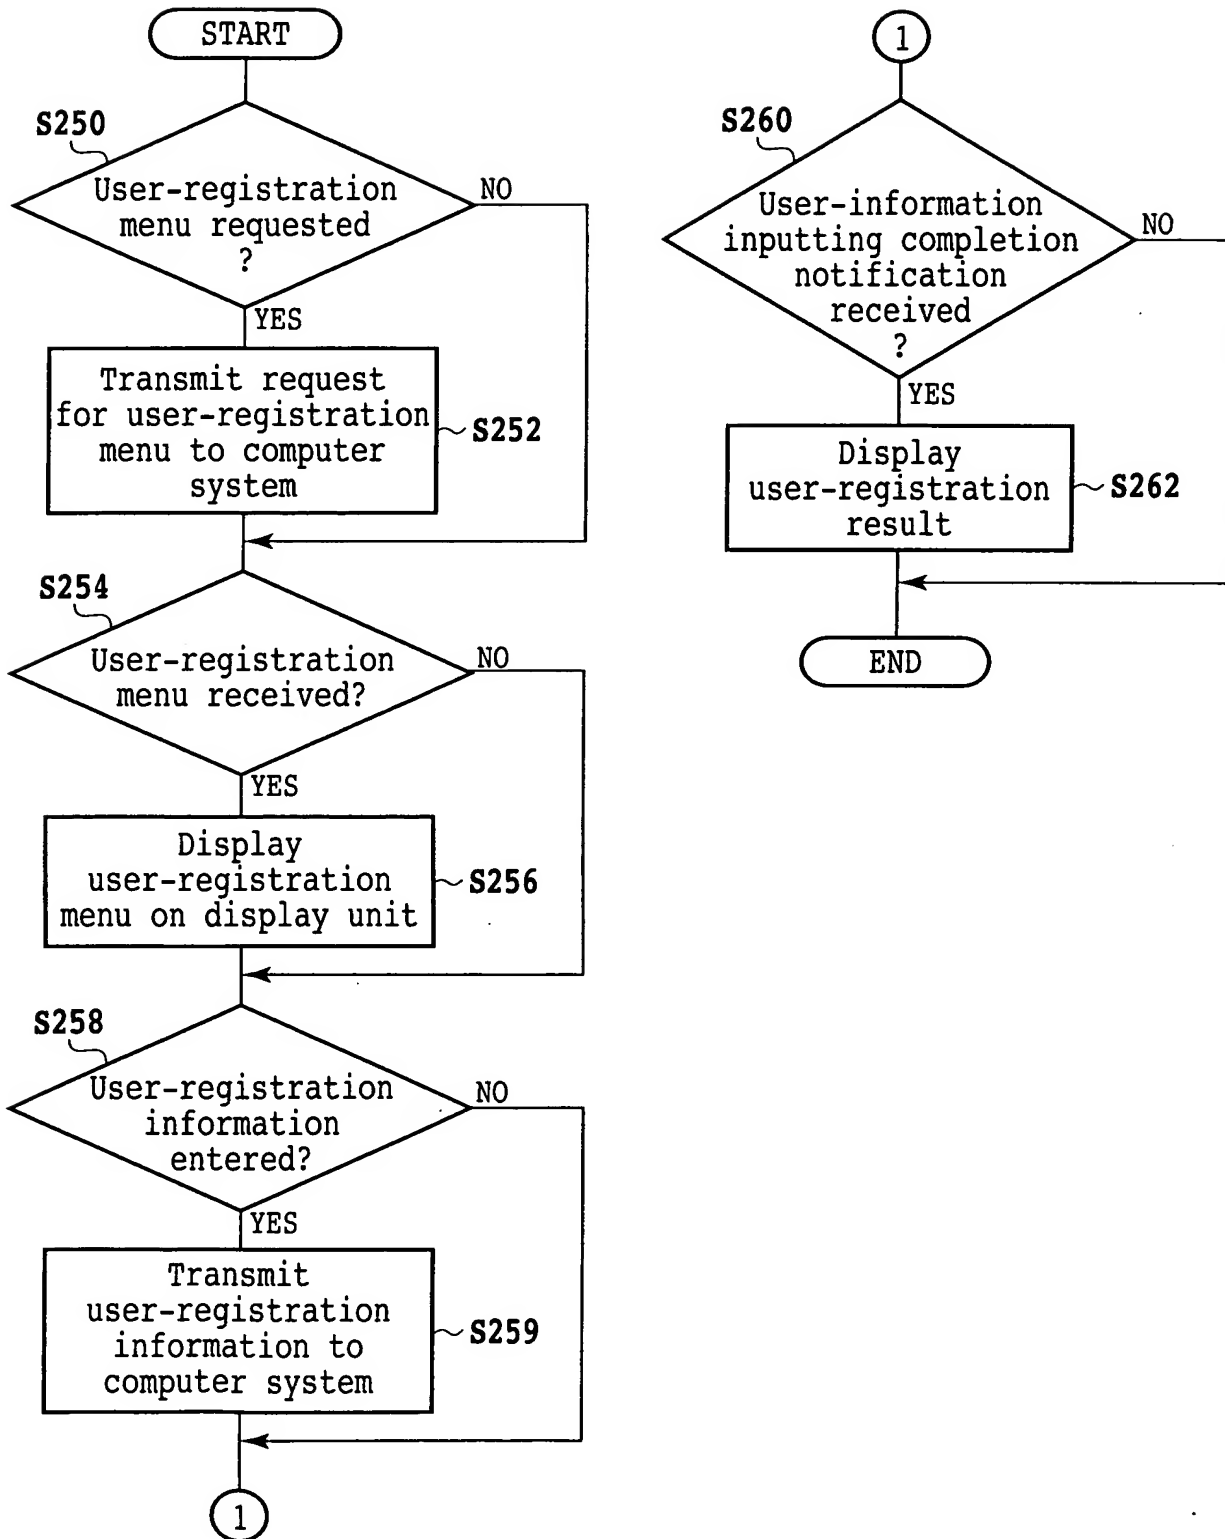 START
S250
User-registration
menu requested
?
NO
YES
Transmit request
for user-registration
menu to computer
system
S252
S254
User-registration
menu received?
NO
YES
Display
user-registration
menu on display unit
S256
S258
User-registration
information
entered?
NO
YES
Transmit
user-registration
information to
computer system
S259
1
1
S260
User-information
inputting completion
notification
received
?
NO
YES
Display
user-registration
result
S262
END